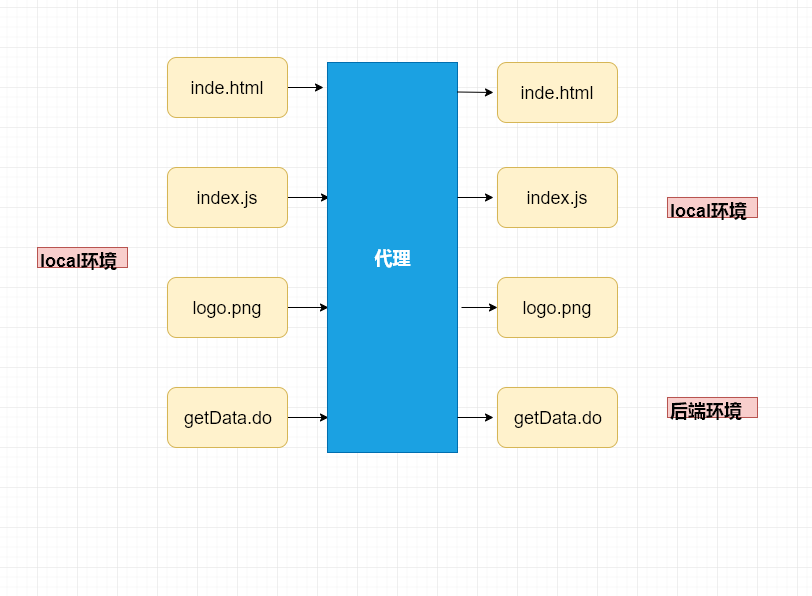 inde.html
inde.html
index.js
index.js
local环境
local环境
代理
logo.png
logo.png
getData.do
getData.do
后端环境